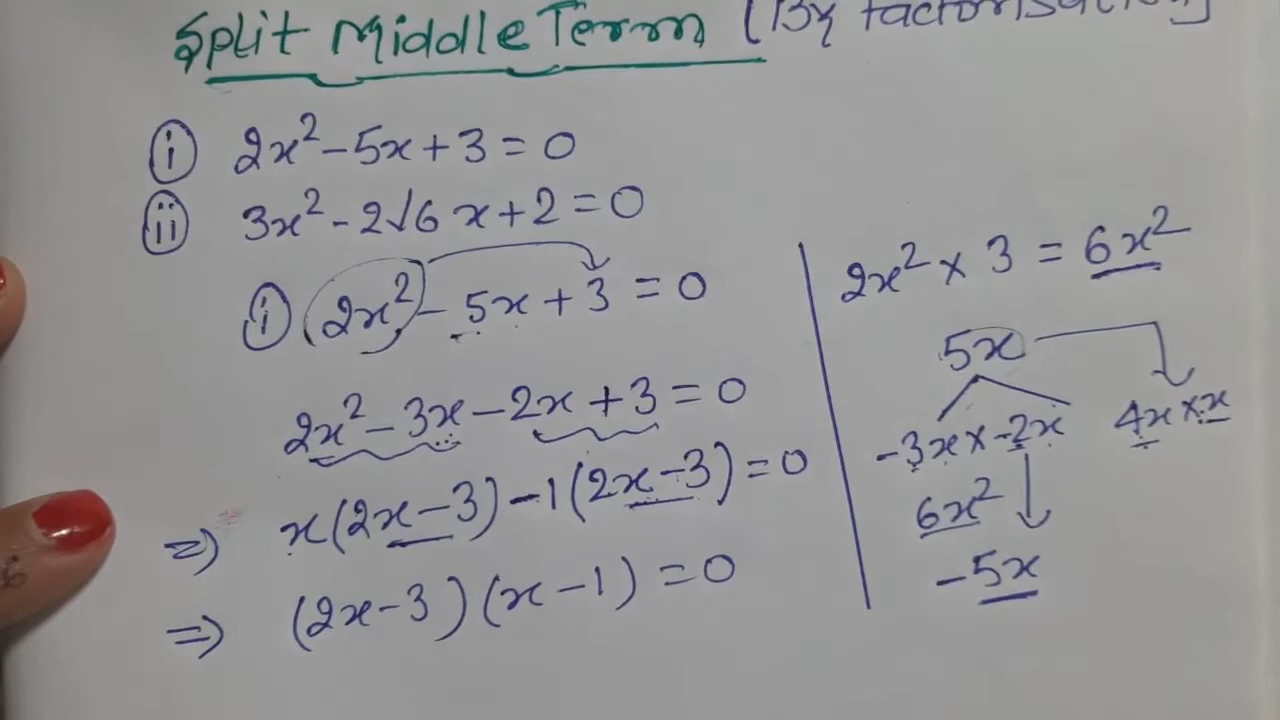 Split Middle Term [By factorisation]
i 2x² - 5x + 3 = 0
ii 3x² - 2√6 x + 2 = 0
i 2x² - 5x + 3 = 0
2x² - 3x - 2x + 3 = 0
⇒ x(2x - 3) - 1(2x - 3) = 0
⇒ (2x - 3)(x - 1) = 0
2x² × 3 = 6x²
5x
-3x × -2x 4x × x
6x²
-5x